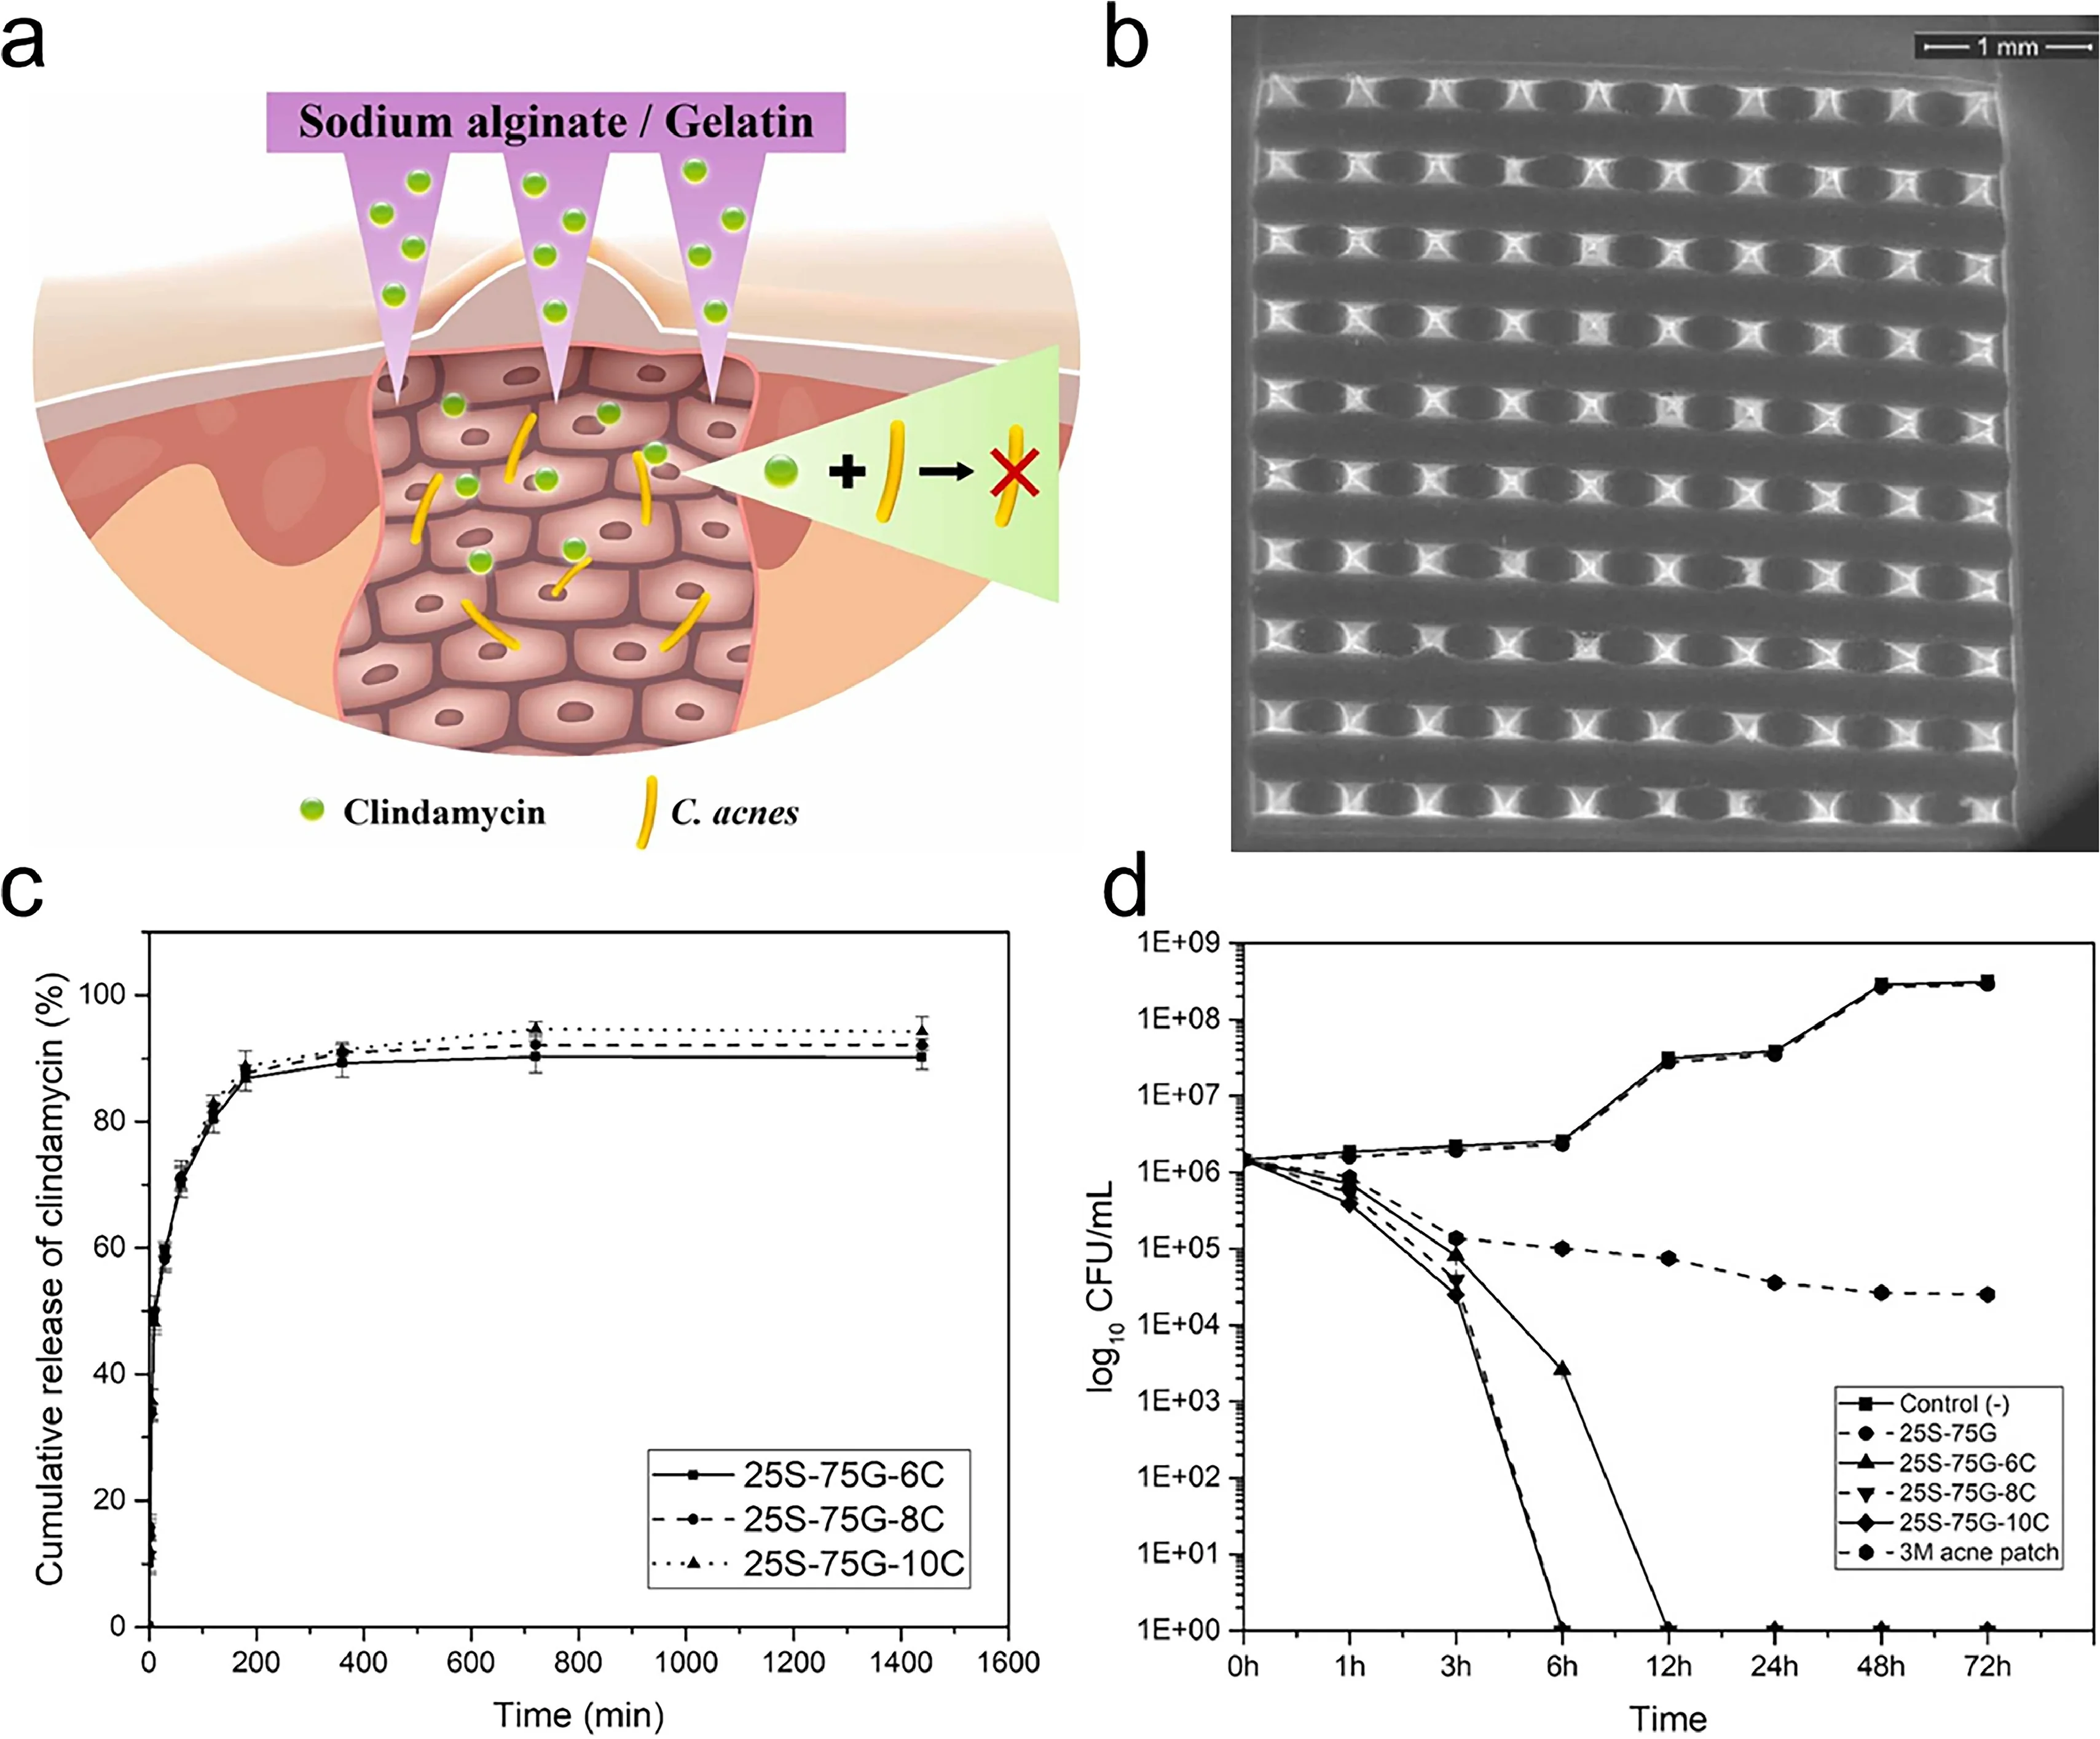 a
Sodium alginate / Gelatin
Clindamycin
C. acnes
b
1 mm
c
Cumulative release of clindamycin (%)
100
80
60
40
20
0
0 200 400 600 800 1000 1200 1400 1600
Time (min)
25S-75G-6C
25S-75G-8C
25S-75G-10C
d
log10 CFU/mL
1E+09
1E+08
1E+07
1E+06
1E+05
1E+04
1E+03
1E+02
1E+01
1E+00
0h 1h 3h 6h 12h 24h 48h 72h
Time
Control (-)
25S-75G
25S-75G-6C
25S-75G-8C
25S-75G-10C
3M acne patch